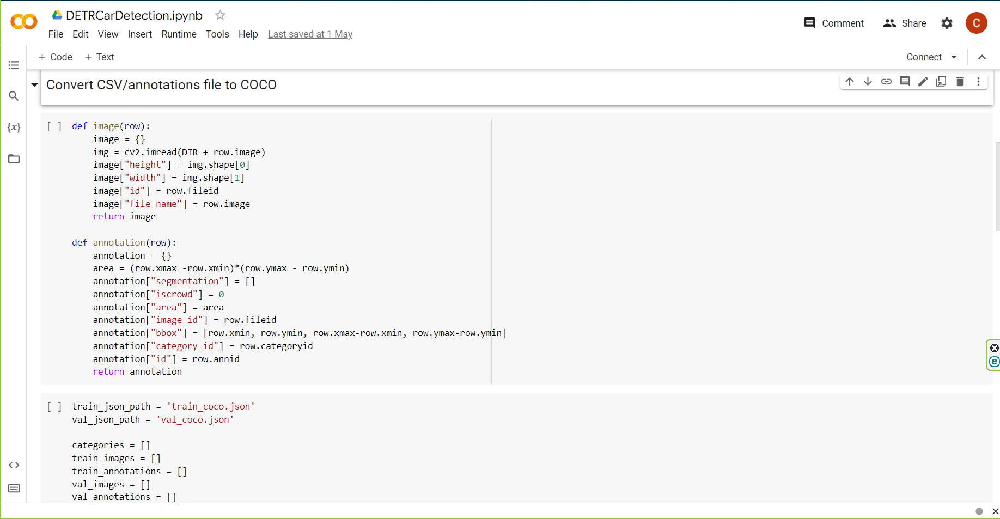 DETRCarDetection.ipynb
File Edit View Insert Runtime Tools Help Last saved at 1 May
Comment Share C
+ Code + Text
Connect
Convert CSV/annotations file to COCO
{x}
[ ] def image(row):
    image = {}
    img = cv2.imread(DIR + row.image)
    image["height"] = img.shape[0]
    image["width"] = img.shape[1]
    image["id"] = row.fileid
    image["file_name"] = row.image
    return image
def annotation(row):
    annotation = {}
    area = (row.xmax -row.xmin)*(row.ymax - row.ymin)
    annotation["segmentation"] = []
    annotation["iscrowd"] = 0
    annotation["area"] = area
    annotation["image_id"] = row.fileid
    annotation["bbox"] = [row.xmin, row.ymin, row.xmax-row.xmin, row.ymax-row.ymin]
    annotation["category_id"] = row.categoryid
    annotation["id"] = row.annid
    return annotation
[ ] train_json_path = 'train_coco.json'
val_json_path = 'val_coco.json'
categories = []
train_images = []
train_annotations = []
val_images = []
val_annotations = []
e